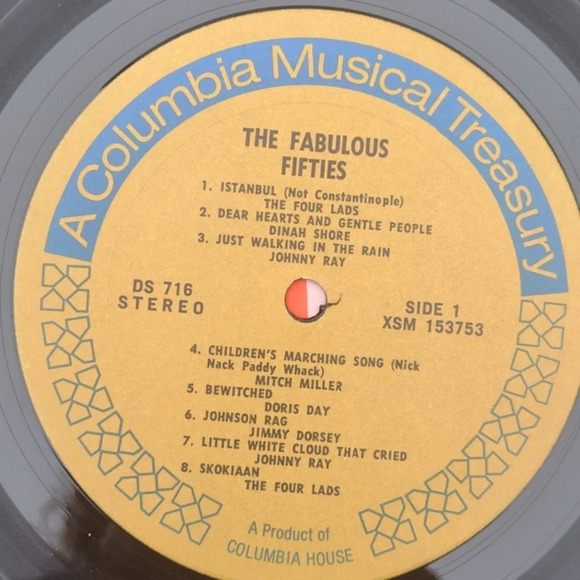 A Columbia Musical Treasury
THE FABULOUS
FIFTIES
1. ISTANBUL (Not Constantinople)
THE FOUR LADS
2. DEAR HEARTS AND GENTLE PEOPLE
DINAH SHORE
3. JUST WALKING IN THE RAIN
JOHNNY RAY
DS 716
STEREO
SIDE 1
XSM 153753
4. CHILDREN'S MARCHING SONG (Nick
Nack Paddy Whack)
MITCH MILLER
5. BEWITCHED
DORIS DAY
6. JOHNSON RAG
JIMMY DORSEY
7. LITTLE WHITE CLOUD THAT CRIED
JOHNNY RAY
8. SKOKIAAN
THE FOUR LADS
A Product of
COLUMBIA HOUSE